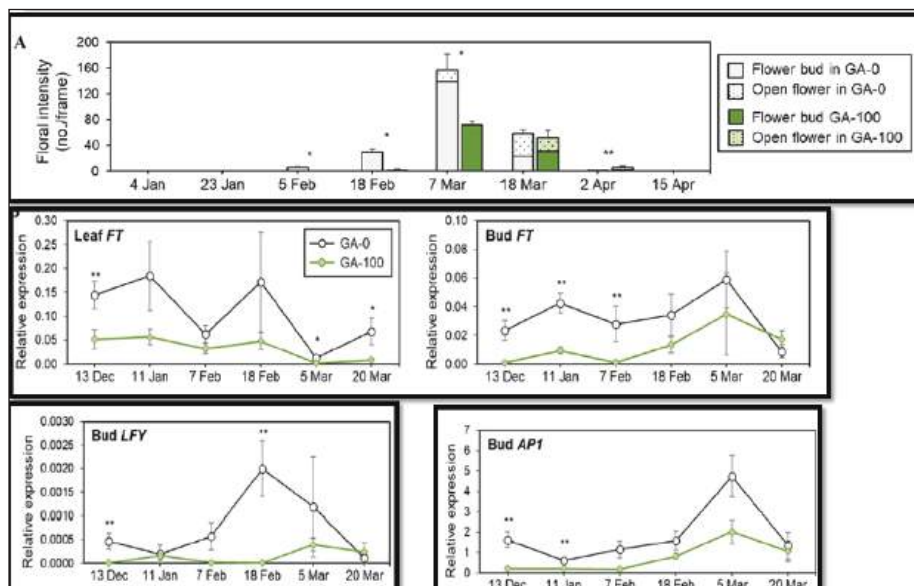 A
Floral intensity
(no./frame)
200
160
120
80
40
0
*
*
*
**
4 Jan 23 Jan 5 Feb 18 Feb 7 Mar 18 Mar 2 Apr 15 Apr
Flower bud in GA-0
Open flower in GA-0
Flower bud GA-100
Open flower in GA-100
Leaf FT
Relative expression
0.30
0.25
0.20
0.15
0.10
0.05
0.00
**
*
*
GA-0
GA-100
13 Dec 11 Jan 7 Feb 18 Feb 5 Mar 20 Mar
Bud FT
Relative expression
0.10
0.08
0.06
0.04
0.02
0.00
** ** **
13 Dec 11 Jan 7 Feb 18 Feb 5 Mar 20 Mar
Bud LFY
Relative expression
0.0030
0.0025
0.0020
0.0015
0.0010
0.0005
0.0000
**
**
13 Dec 11 Jan 7 Feb 18 Feb 5 Mar 20 Mar
Bud AP1
Relative expression
7
6
5
4
3
2
1
0
**
**
13 Dec 11 Jan 7 Feb 18 Feb 5 Mar 20 Mar